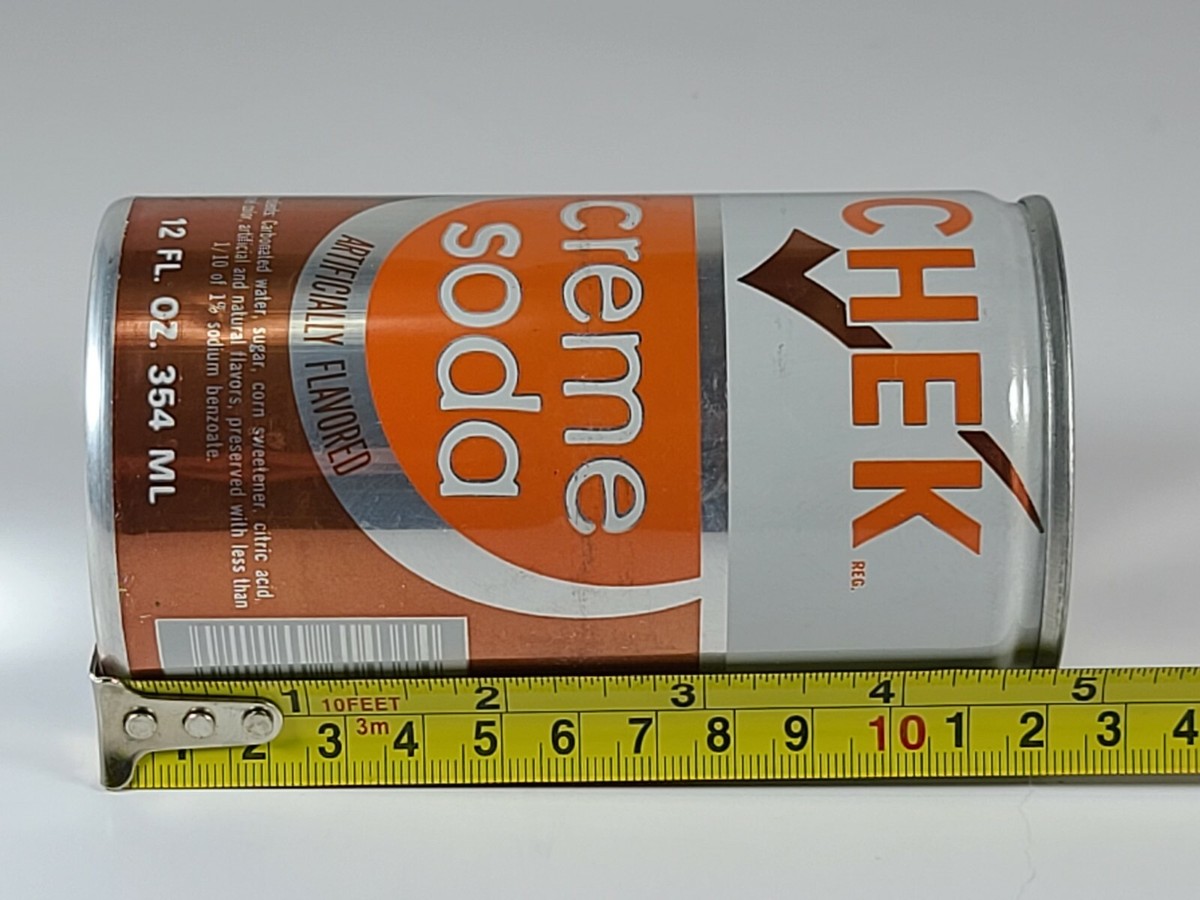 CHEK
REG.
creme
soda
ARTIFICIALLY FLAVORED
Carbonated water, sugar, corn sweetener, citric acid,
color, artificial and natural flavors, preserved with less than
1/10 of 1% sodium benzoate.
12 FL. OZ. 354 ML
1 10FEET 2 3 4 5
1 2 3 3m 4 5 6 7 8 9 10 1 2 3 4